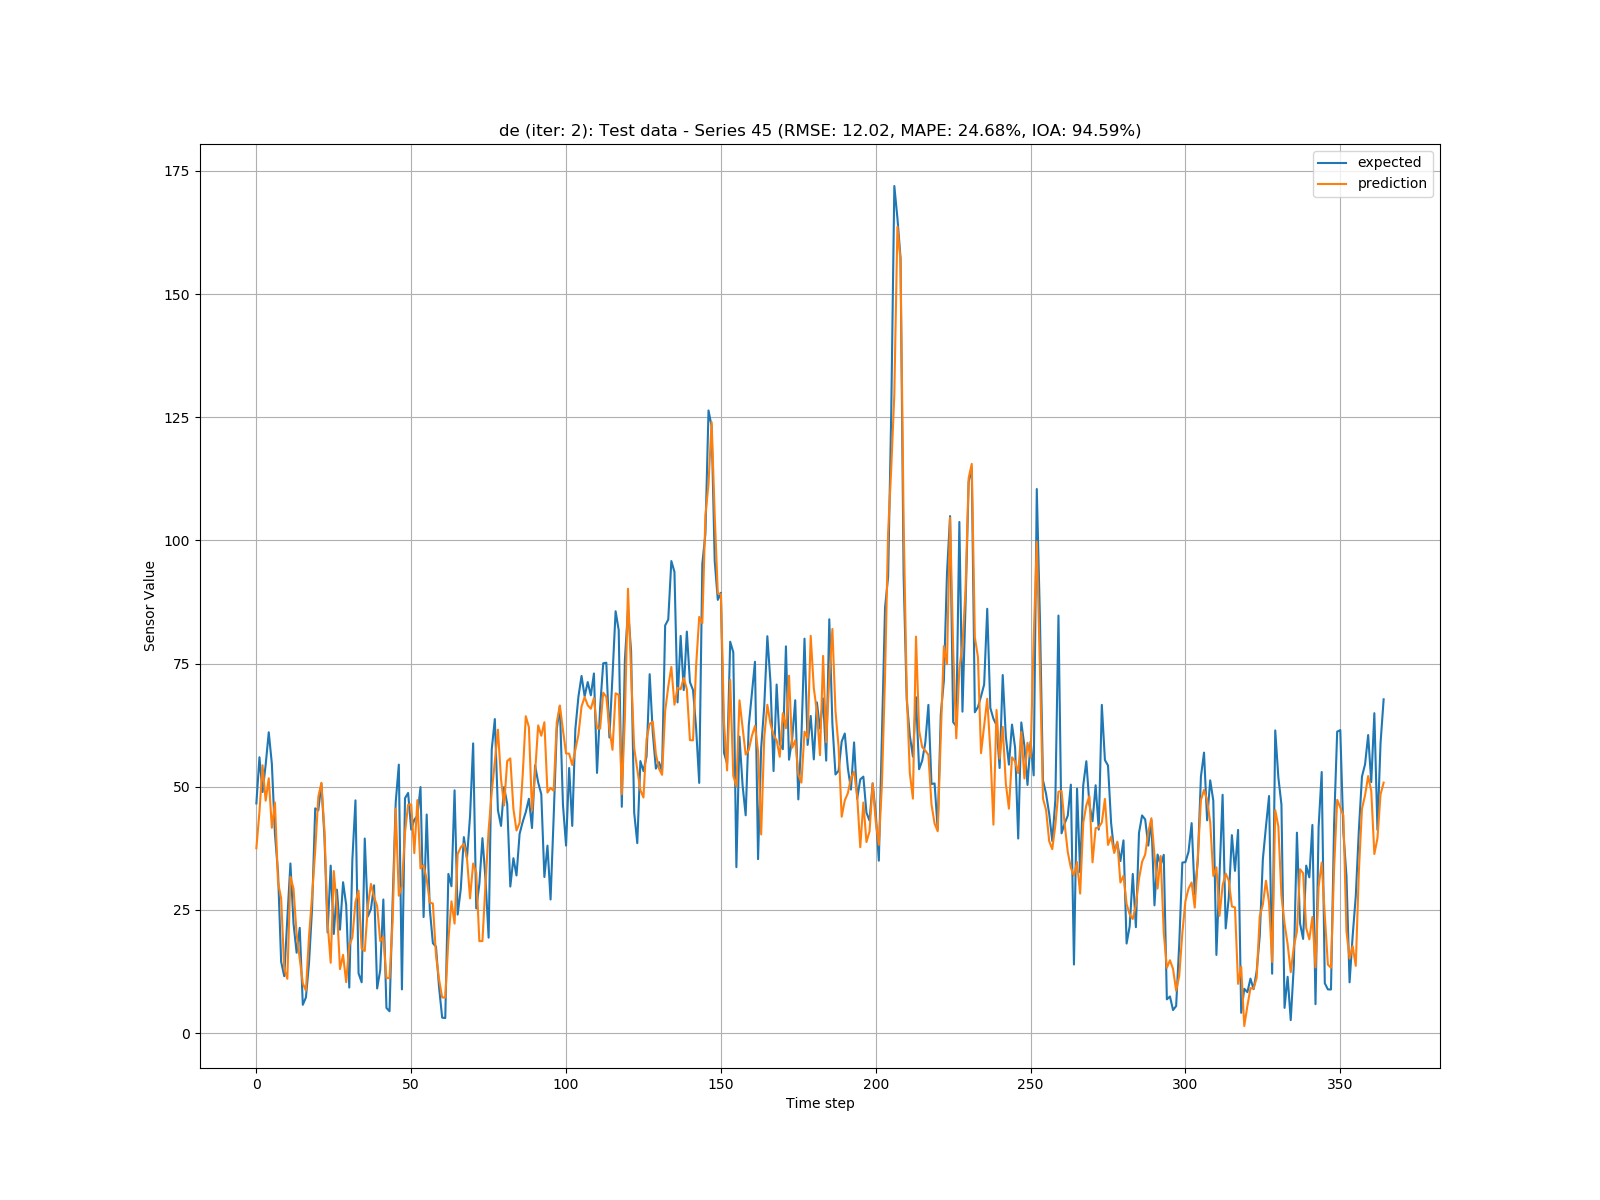 de (iter: 2): Test data - Series 45 (RMSE: 12.02, MAPE: 24.68%, IOA: 94.59%)
expected
prediction
175
150
125
100
75
50
25
0
Sensor Value
0 50 100 150 200 250 300 350
Time step